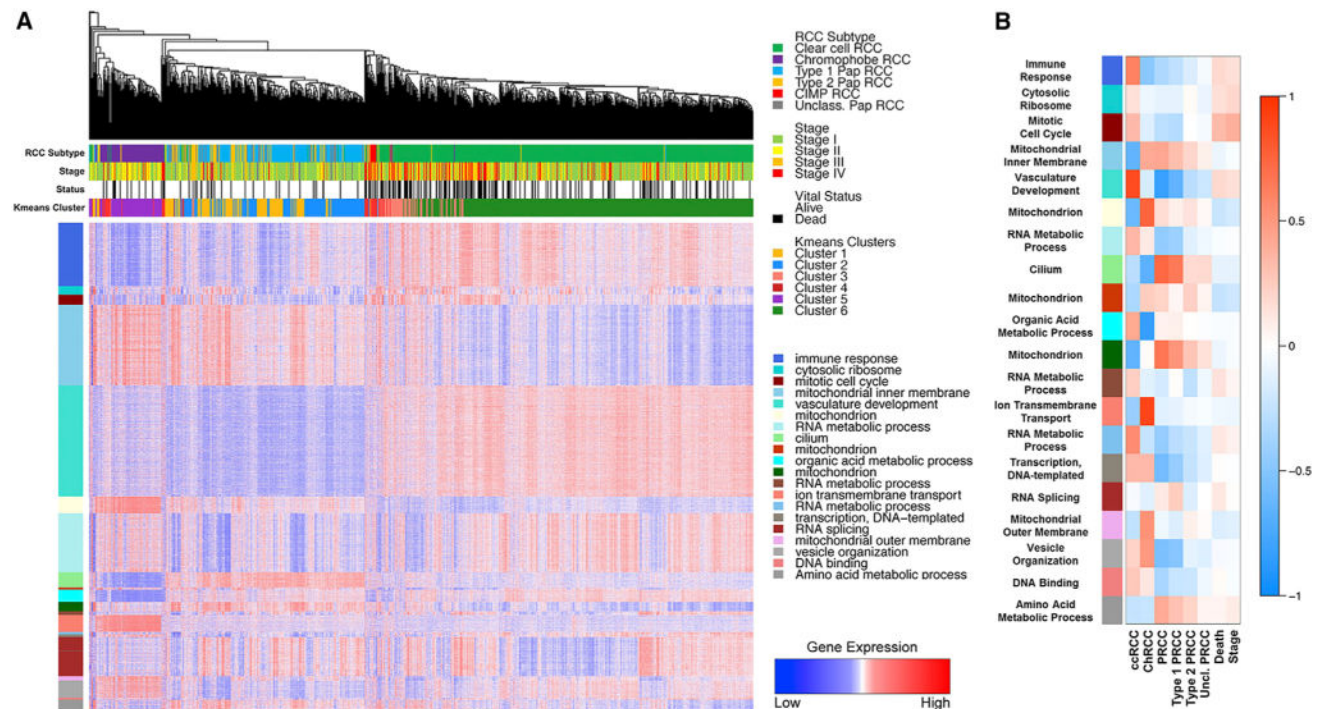 A
RCC Subtype
Stage
Status
Kmeans Cluster
RCC Subtype
Clear cell RCC
Chromophobe RCC
Type 1 Pap RCC
Type 2 Pap RCC
CIMP RCC
Unclass. Pap RCC
Stage
Stage I
Stage II
Stage III
Stage IV
Vital Status
Alive
Dead
Kmeans Clusters
Cluster 1
Cluster 2
Cluster 3
Cluster 4
Cluster 5
Cluster 6
immune response
cytosolic ribosome
mitotic cell cycle
mitochondrial inner membrane
vasculature development
mitochondrion
RNA metabolic process
cilium
mitochondrion
organic acid metabolic process
mitochondrion
RNA metabolic process
ion transmembrane transport
RNA metabolic process
transcription, DNA−templated
RNA splicing
mitochondrial outer membrane
vesicle organization
DNA binding
Amino acid metabolic process
Gene Expression
Low High
B
Immune
Response
Cytosolic
Ribosome
Mitotic
Cell Cycle
Mitochondrial
Inner Membrane
Vasculature
Development
Mitochondrion
RNA Metabolic
Process
Cilium
Mitochondrion
Organic Acid
Metabolic Process
Mitochondrion
RNA Metabolic
Process
Ion Transmembrane
Transport
RNA Metabolic
Process
Transcription,
DNA-templated
RNA Splicing
Mitochondrial
Outer Membrane
Vesicle
Organization
DNA Binding
Amino Acid
Metabolic Process
ccRCC
ChRCC
PRCC
Type 1 PRCC
Type 2 PRCC
Uncl. PRCC
Death
Stage
1
0.5
0
-0.5
-1